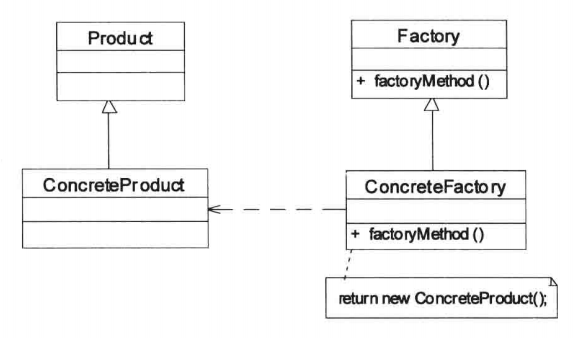 Product
Factory
+ factoryMethod ()
ConcreteProduct
ConcreteFactory
+ factoryMethod ()
return new ConcreteProduct();